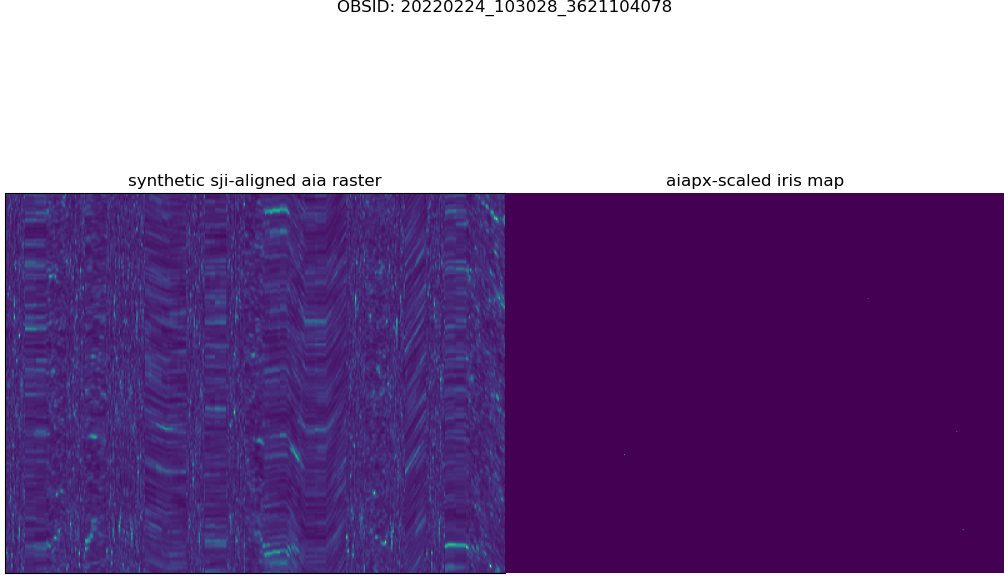 OBSID: 20220224_103028_3621104078
synthetic sji-aligned aia raster
aiapx-scaled iris map